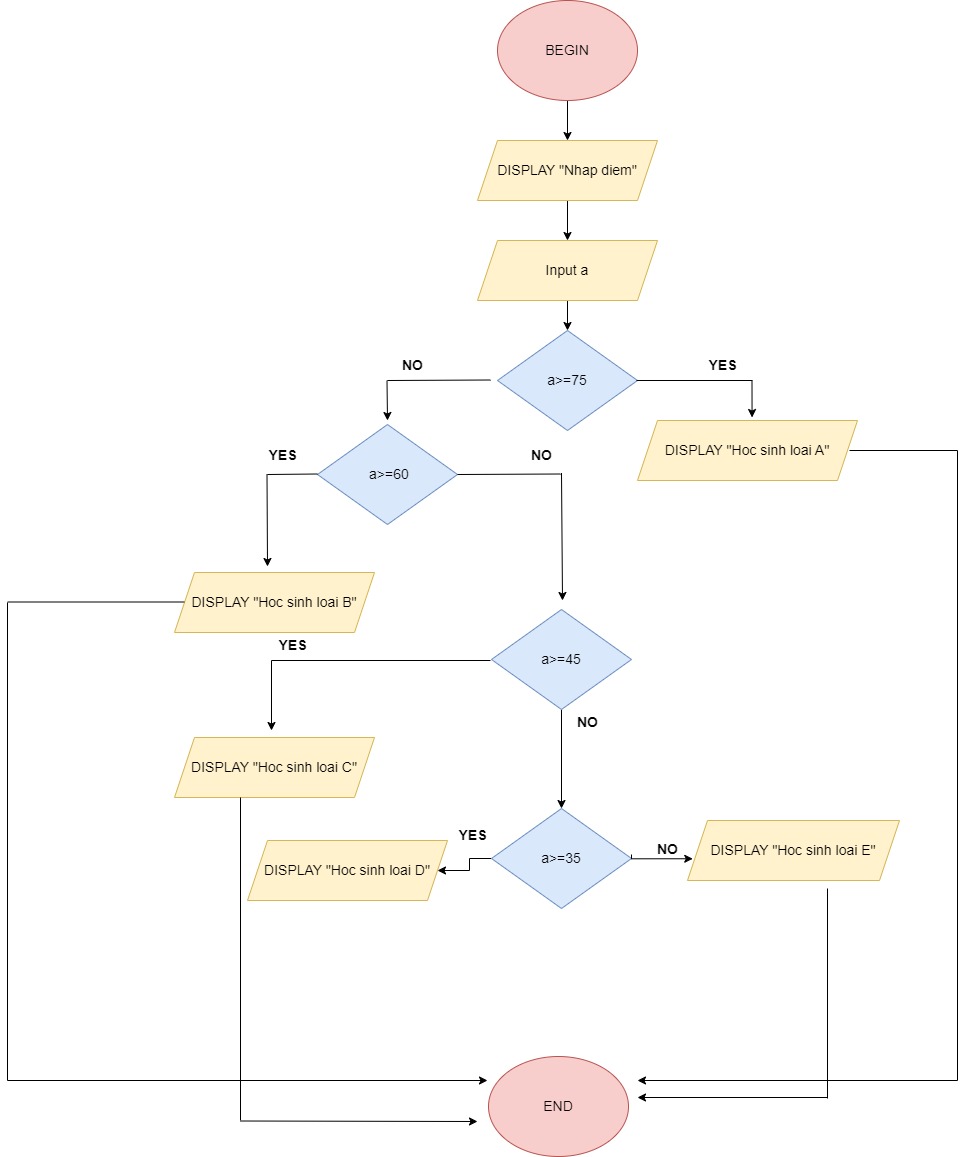 BEGIN
DISPLAY "Nhap diem"
Input a
a>=75
NO
YES
DISPLAY "Hoc sinh loai A"
a>=60
YES
NO
DISPLAY "Hoc sinh loai B"
a>=45
YES
NO
DISPLAY "Hoc sinh loai C"
a>=35
YES
NO
DISPLAY "Hoc sinh loai D"
DISPLAY "Hoc sinh loai E"
END